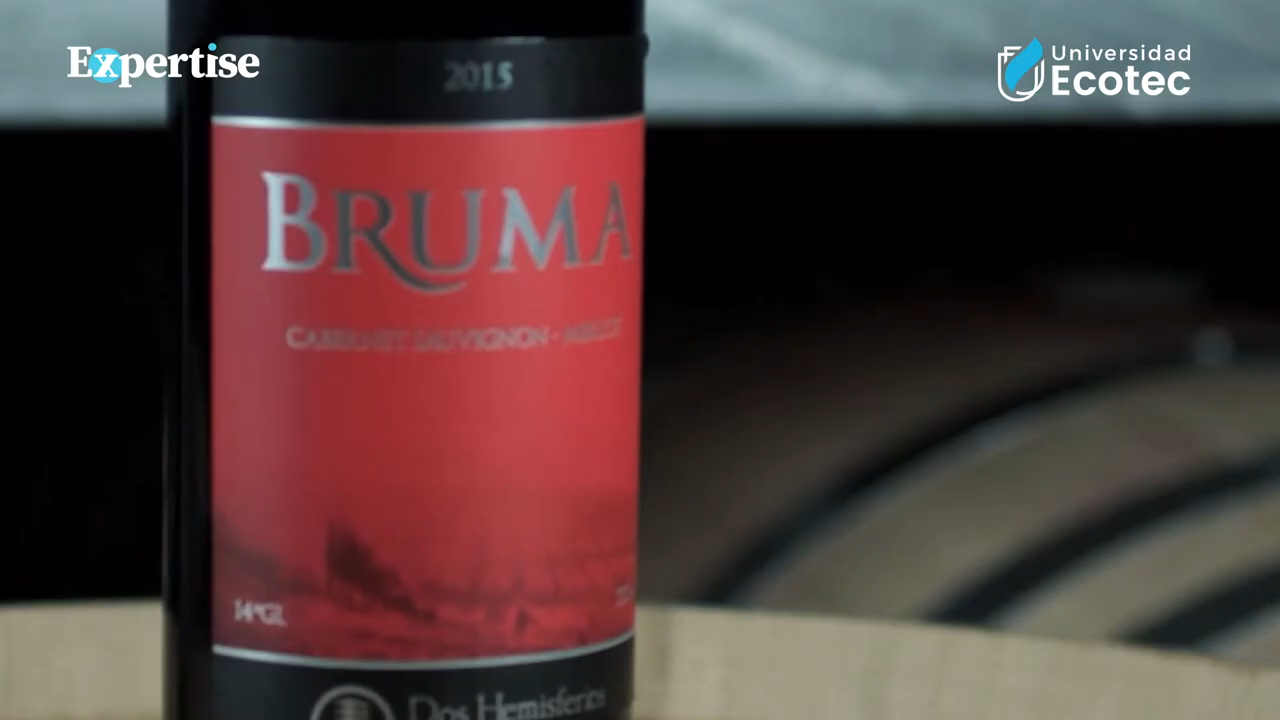 Expertise
Universidad
Ecotec
2015
BRUMA
CABERNET SAUVIGNON - MERLOT
14°GL
Dos Hemisferios